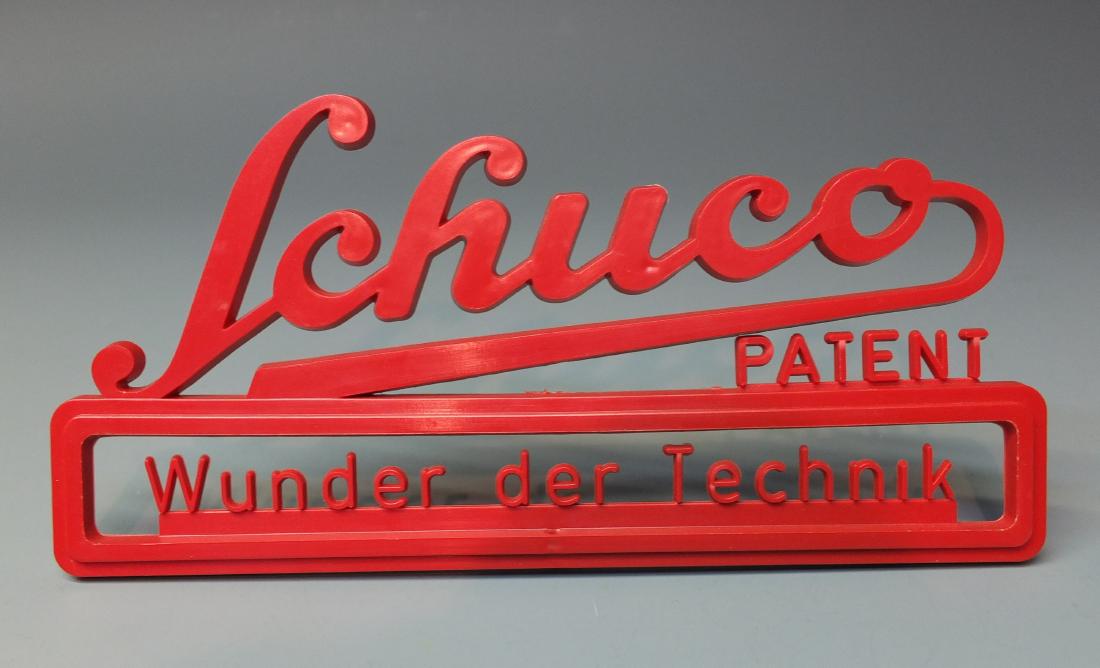 Schuco
PATENT
Wunder der Technik